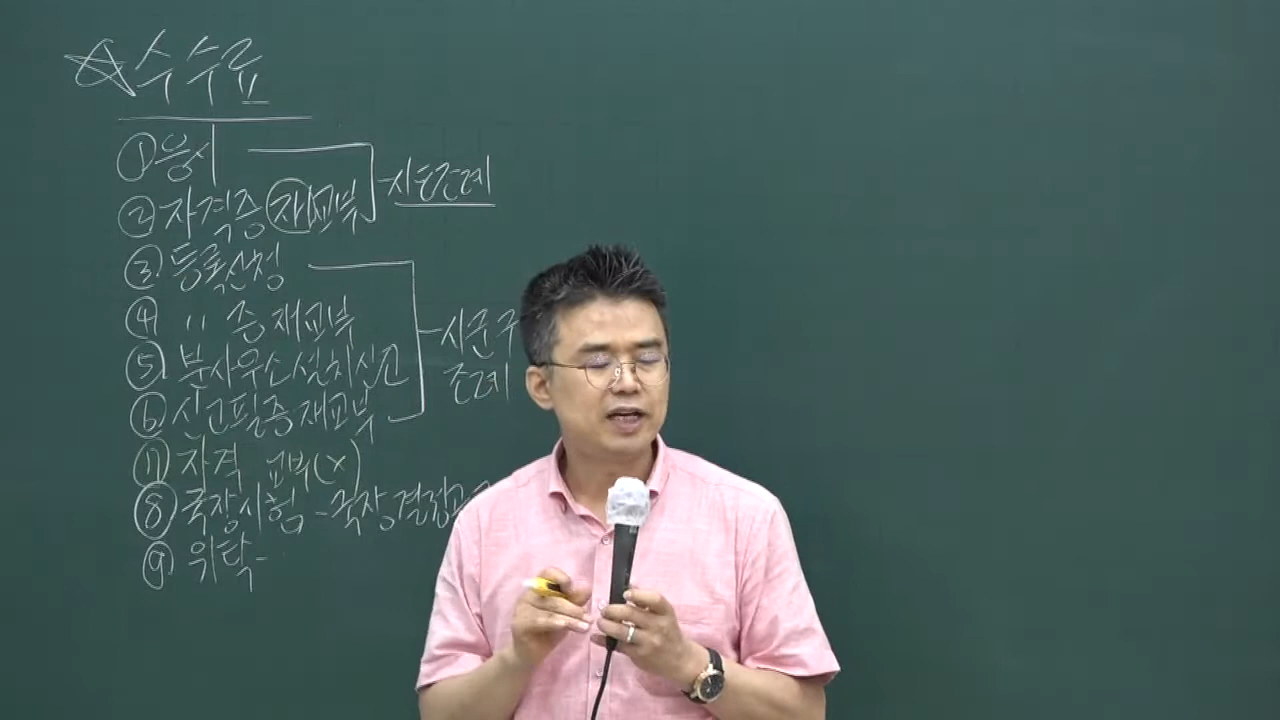 ☆수수료
① 응시
② 자격증 재교부 - 시·도조례
③ 등록신청
④ 〃 증 재교부
⑤ 분사무소설치신고 - 시군구 조례
⑥ 신고필증재교부
⑦ 자격 교부(X)
⑧ 국장시험 - 국장결정공고
⑨ 위탁-